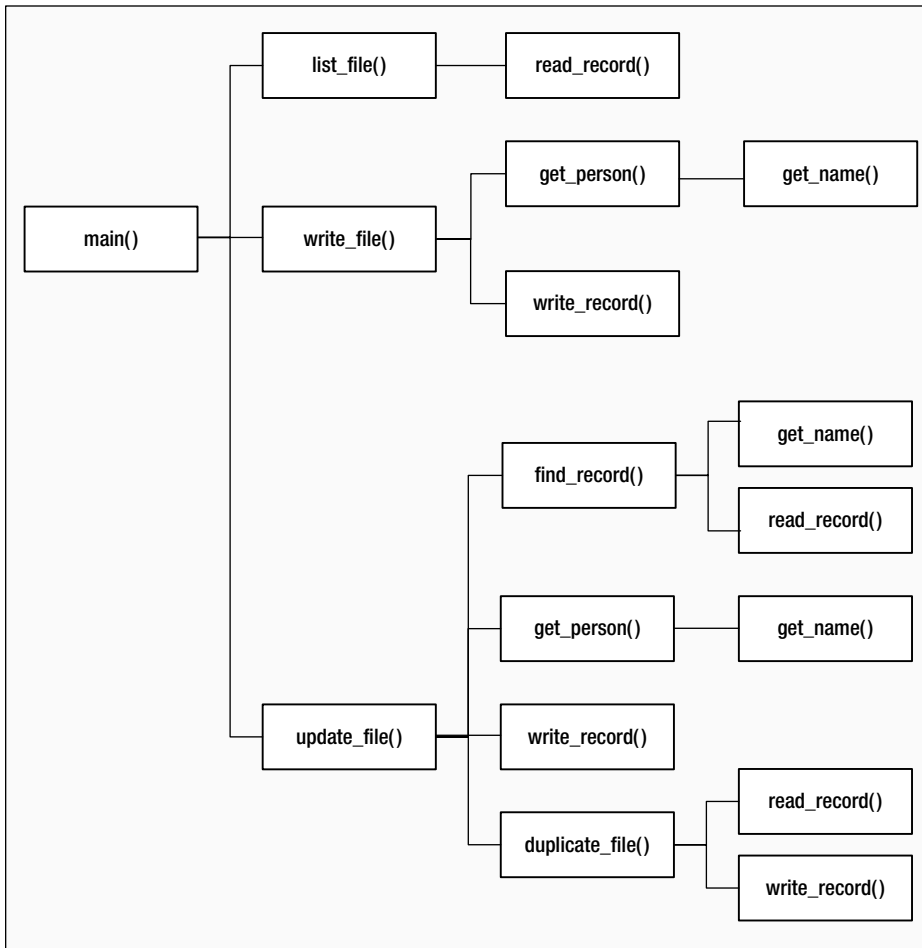 list_file()
read_record()
get_person()
get_name()
main()
write_file()
write_record()
get_name()
find_record()
read_record()
get_person()
get_name()
update_file()
write_record()
read_record()
duplicate_file()
write_record()